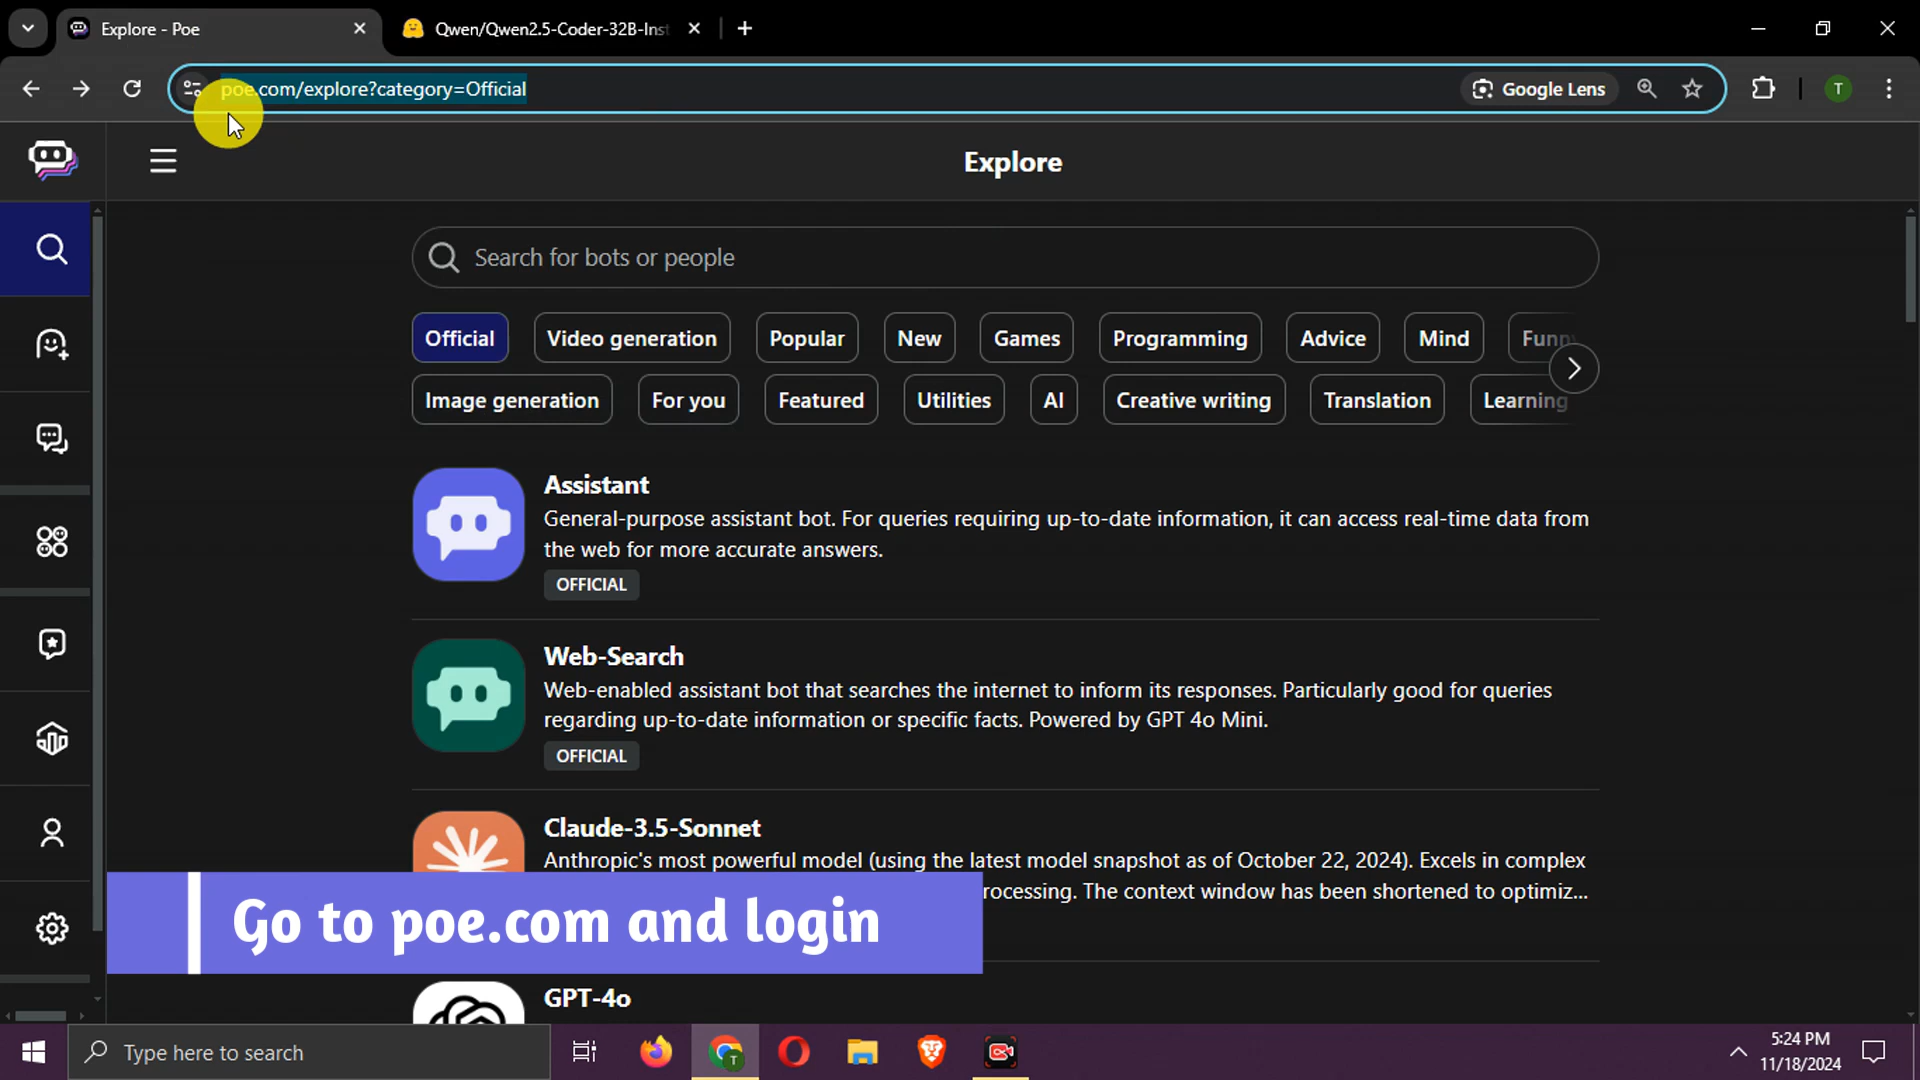 Explore - Poe
Qwen/Qwen2.5-Coder-32B-Inst
poe.com/explore?category=Official
Google Lens
T
Explore
Search for bots or people
Official
Video generation
Popular
New
Games
Programming
Advice
Mind
Funn
Image generation
For you
Featured
Utilities
AI
Creative writing
Translation
Learning
Assistant
General-purpose assistant bot. For queries requiring up-to-date information, it can access real-time data from
the web for more accurate answers.
OFFICIAL
Web-Search
Web-enabled assistant bot that searches the internet to inform its responses. Particularly good for queries
regarding up-to-date information or specific facts. Powered by GPT 4o Mini.
OFFICIAL
Claude-3.5-Sonnet
Anthropic's most powerful model (using the latest model snapshot as of October 22, 2024). Excels in complex
rocessing. The context window has been shortened to optimiz...
Go to poe.com and login
GPT-4o
Type here to search
T
5:24 PM
11/18/2024